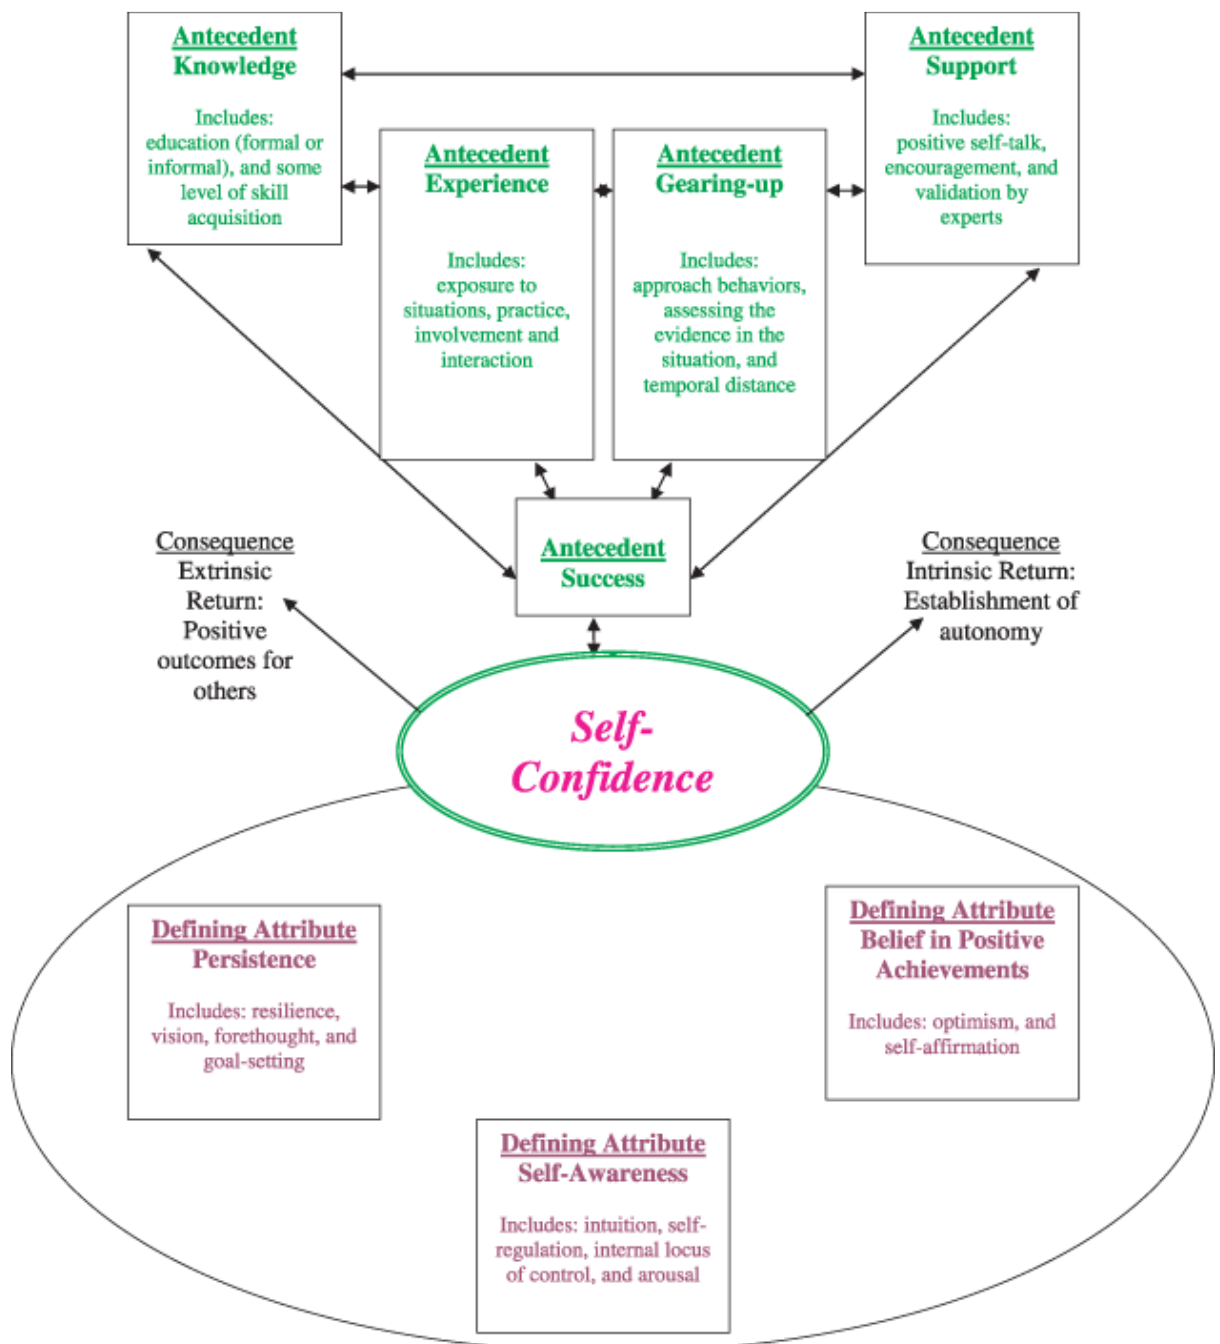 Antecedent
Knowledge
Includes:
education (formal or
informal), and some
level of skill
acquisition
Antecedent
Support
Includes:
positive self-talk,
encouragement, and
validation by
experts
Antecedent
Experience
Includes:
exposure to
situations, practice,
involvement and
interaction
Antecedent
Gearing-up
Includes:
approach behaviors,
assessing the
evidence in the
situation, and
temporal distance
Antecedent
Success
Consequence
Extrinsic
Return:
Positive
outcomes for
others
Consequence
Intrinsic Return:
Establishment of
autonomy
Self-
Confidence
Defining Attribute
Persistence
Includes: resilience,
vision, forethought, and
goal-setting
Defining Attribute
Belief in Positive
Achievements
Includes: optimism, and
self-affirmation
Defining Attribute
Self-Awareness
Includes: intuition, self-
regulation, internal locus
of control, and arousal